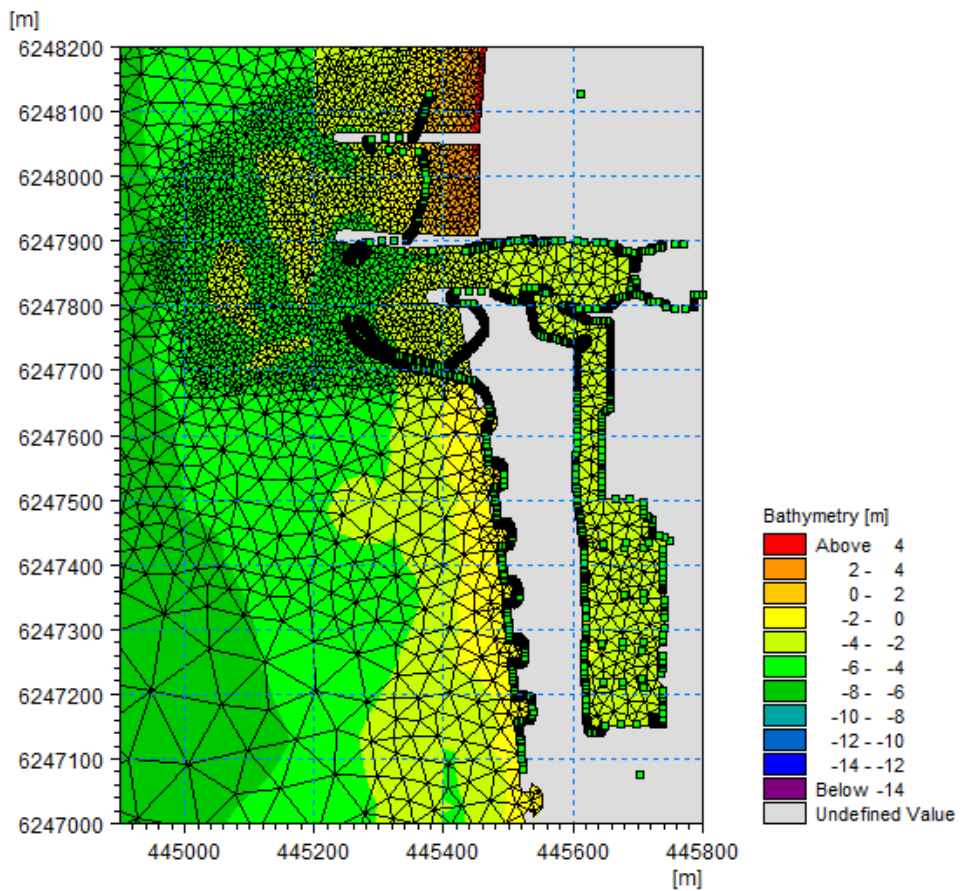 [m]
6248200
6248100
6248000
6247900
6247800
6247700
6247600
6247500
6247400
6247300
6247200
6247100
6247000
445000
445200
445400
445600
445800
[m]
Bathymetry [m]
Above 4
2 - 4
0 - 2
-2 - 0
-4 - -2
-6 - -4
-8 - -6
-10 - -8
-12 - -10
-14 - -12
Below -14
Undefined Value